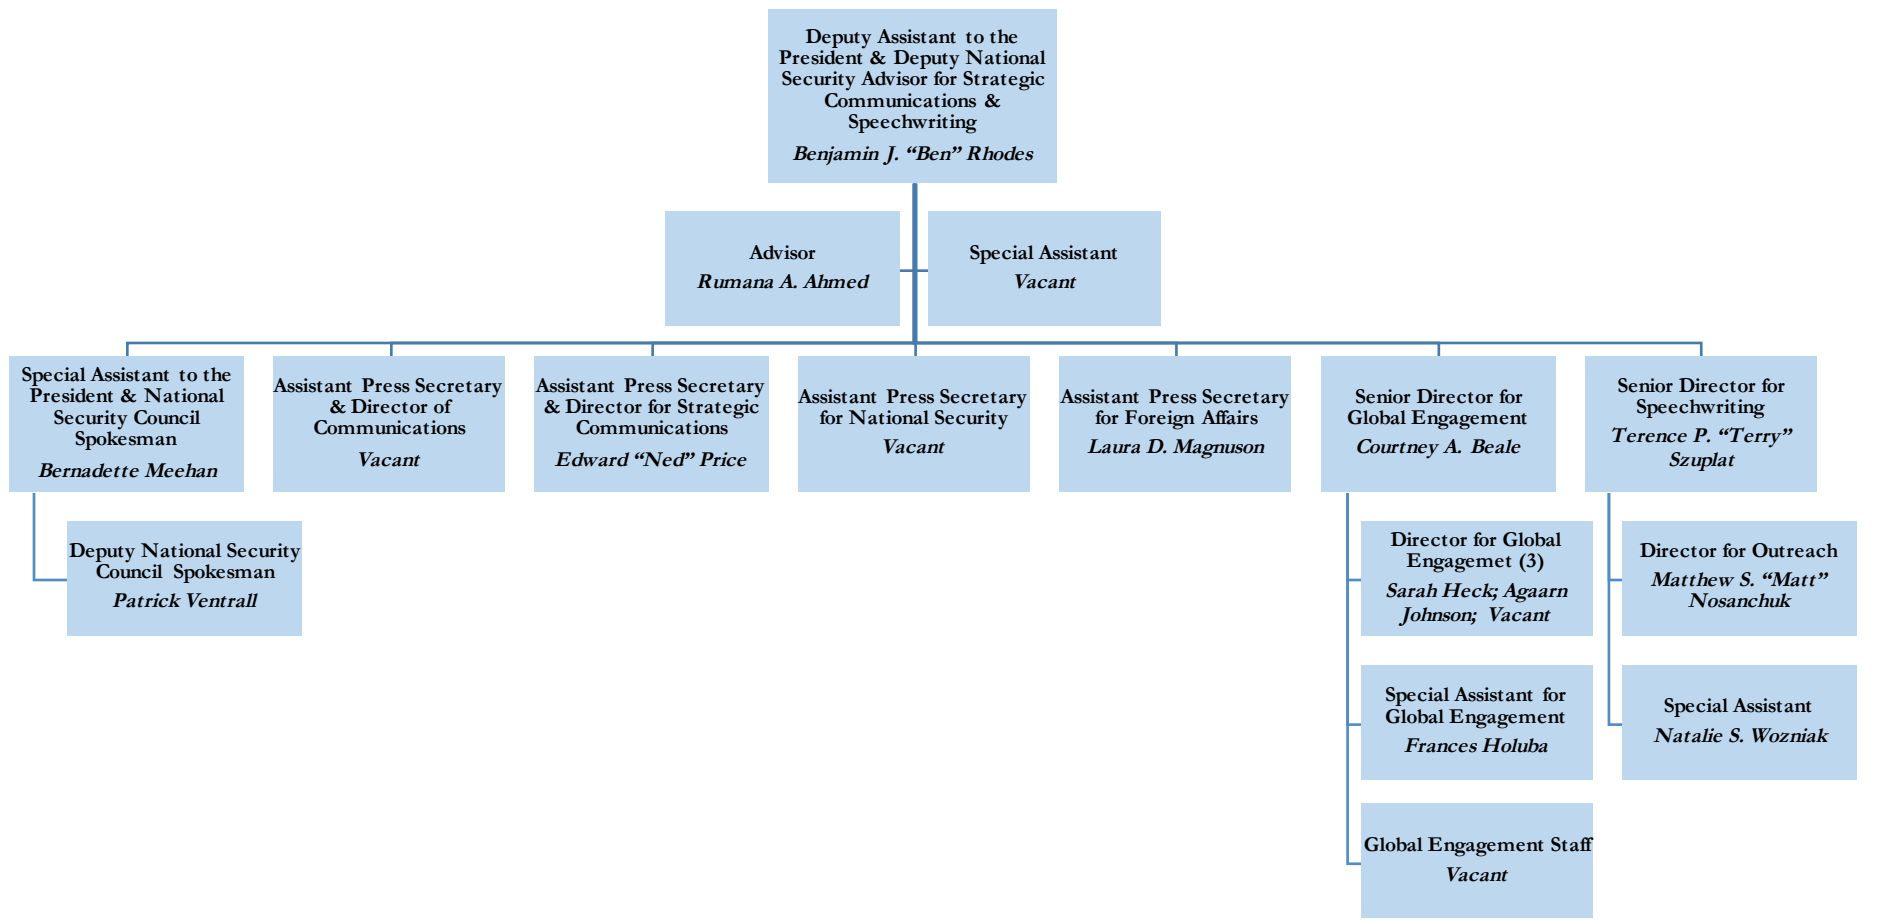 Deputy Assistant to the
President & Deputy National
Security Advisor for Strategic
Communications &
Speechwriting
Benjamin J. “Ben” Rhodes
Advisor
Rumana A. Ahmed
Special Assistant
Vacant
Special Assistant to the
President & National
Security Council
Spokesman
Bernadette Meehan
Assistant Press Secretary
& Director of
Communications
Vacant
Assistant Press Secretary
& Director for Strategic
Communications
Edward “Ned” Price
Assistant Press Secretary
for National Security
Vacant
Assistant Press Secretary
for Foreign Affairs
Laura D. Magnuson
Senior Director for
Global Engagement
Courtney A. Beale
Senior Director for
Speechwriting
Terence P. “Terry”
Szuplat
Deputy National Security
Council Spokesman
Patrick Ventrall
Director for Global
Engagemet (3)
Sarah Heck; Agaarn
Johnson; Vacant
Director for Outreach
Matthew S. “Matt”
Nosanchuk
Special Assistant for
Global Engagement
Frances Holuba
Special Assistant
Natalie S. Wozniak
Global Engagement Staff
Vacant